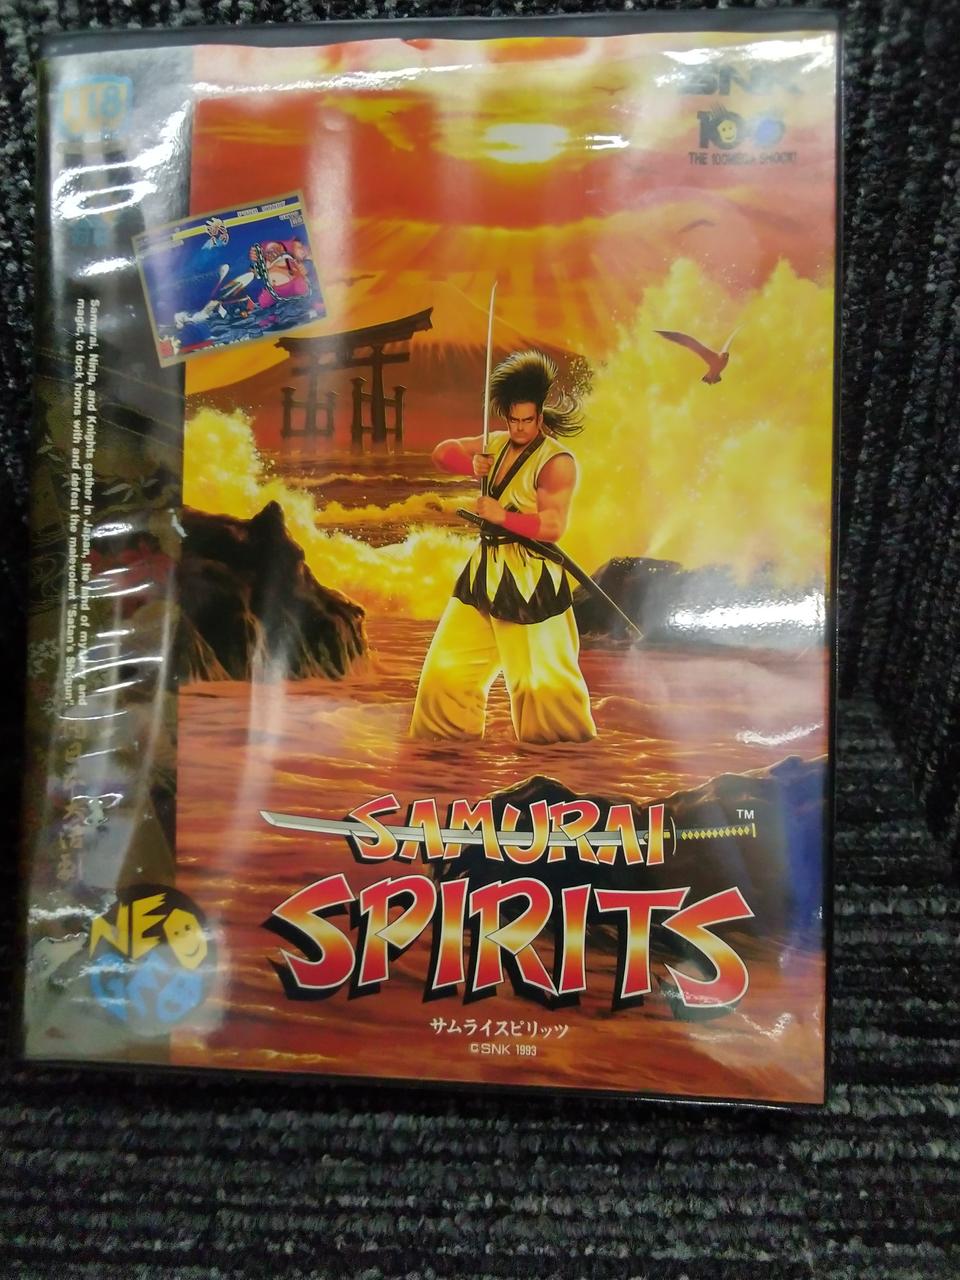 SNK
THE 100MEGA SHOCK!
118
Samurai, Ninja, and Knights gather in Japan, the land of mystery and
magic, to lock horns with and defeat the malevolent "Satan's Shogun".
SAMURAI
TM
SPIRITS
NEO
GEO
サムライスピリッツ
©SNK 1993